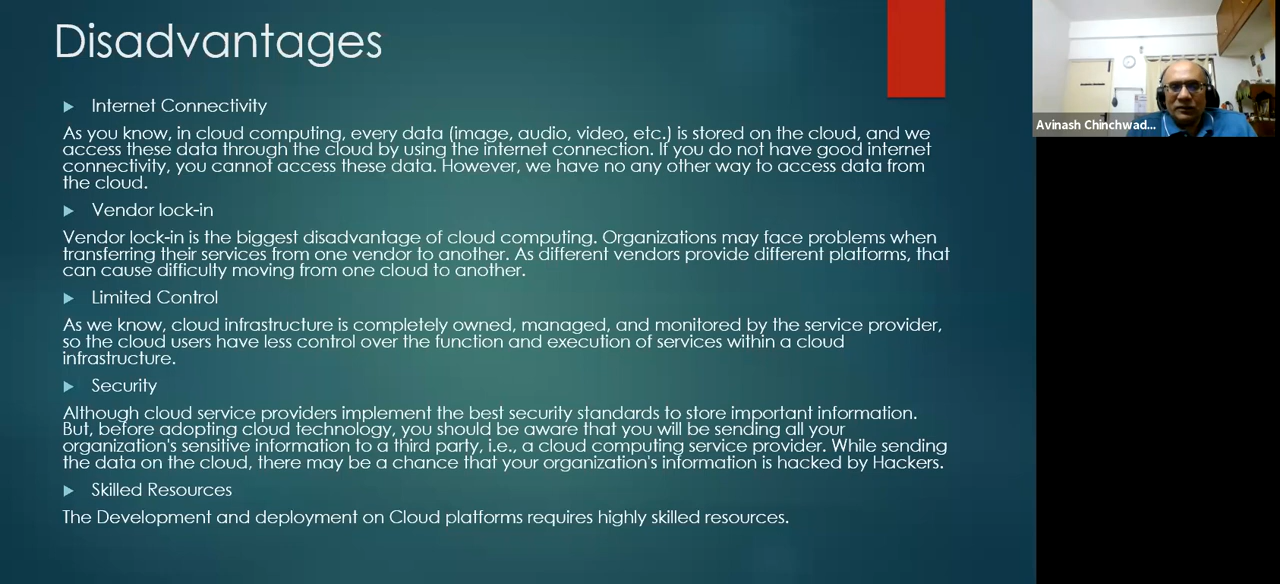 Disadvantages
Internet Connectivity
As you know, in cloud computing, every data (image, audio, video, etc.) is stored on the cloud, and we
access these data through the cloud by using the internet connection. If you do not have good internet
connectivity, you cannot access these data. However, we have no any other way to access data from
the cloud.
Vendor lock-in
Vendor lock-in is the biggest disadvantage of cloud computing. Organizations may face problems when
transferring their services from one vendor to another. As different vendors provide different platforms, that
can cause difficulty moving from one cloud to another.
Limited Control
As we know, cloud infrastructure is completely owned, managed, and monitored by the service provider,
so the cloud users have less control over the function and execution of services within a cloud
infrastructure.
Security
Although cloud service providers implement the best security standards to store important information.
But, before adopting cloud technology, you should be aware that you will be sending all your
organization's sensitive information to a third party, i.e., a cloud computing service provider. While sending
the data on the cloud, there may be a chance that your organization's information is hacked by Hackers.
Skilled Resources
The Development and deployment on Cloud platforms requires highly skilled resources.
Avinash Chinchwad...